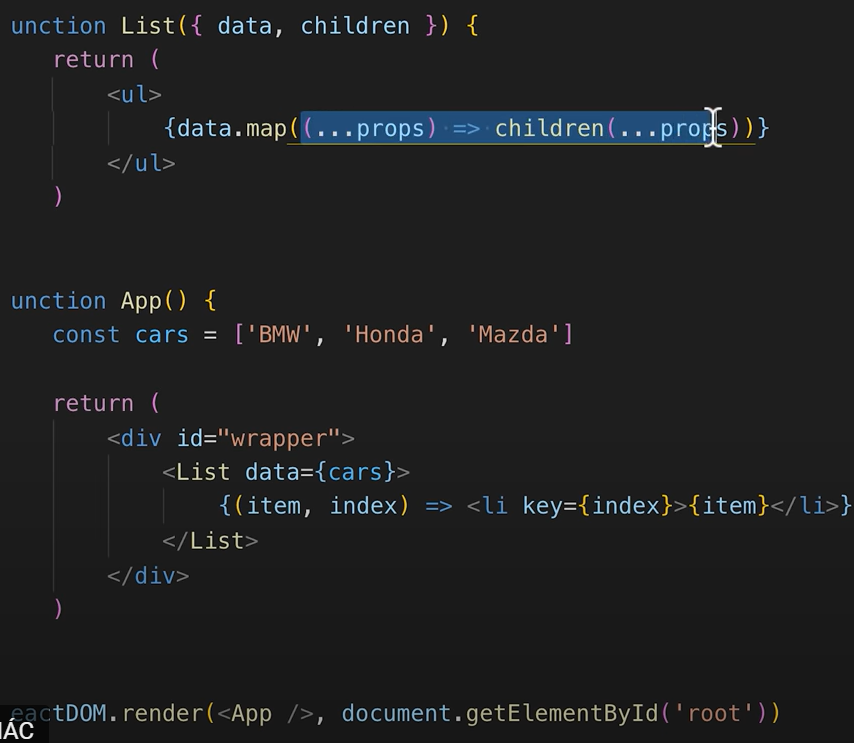 unction List({ data, children }) {
return (
<ul>
{data.map((...props) => children(...props))}
</ul>
)
unction App() {
const cars = ['BMW', 'Honda', 'Mazda']
return (
<div id="wrapper">
<List data={cars}>
{(item, index) => <li key={index}>{item}</li>}
</List>
</div>
)
eactDOM.render(<App />, document.getElementById('root'))
ÁC